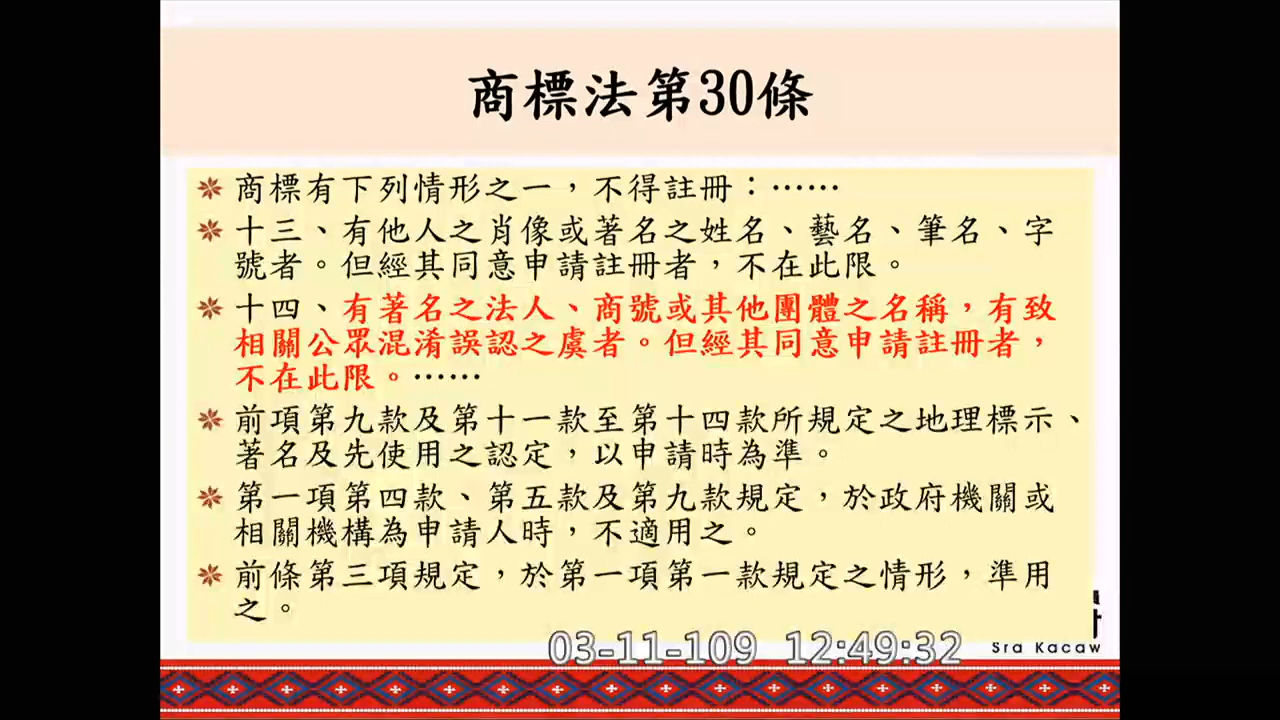 商標法第30條
商標有下列情形之一，不得註冊：……
十三、有他人之肖像或著名之姓名、藝名、筆名、字
號者。但經其同意申請註冊者，不在此限。
十四、有著名之法人、商號或其他團體之名稱，有致
相關公眾混淆誤認之虞者。但經其同意申請註冊者，
不在此限。……
前項第九款及第十一款至第十四款所規定之地理標示、
著名及先使用之認定，以申請時為準。
第一項第四款、第五款及第九款規定，於政府機關或
相關機構為申請人時，不適用之。
前條第三項規定，於第一項第一款規定之情形，準用
之。
03-11-109 12:49:32
Sra Kacaw